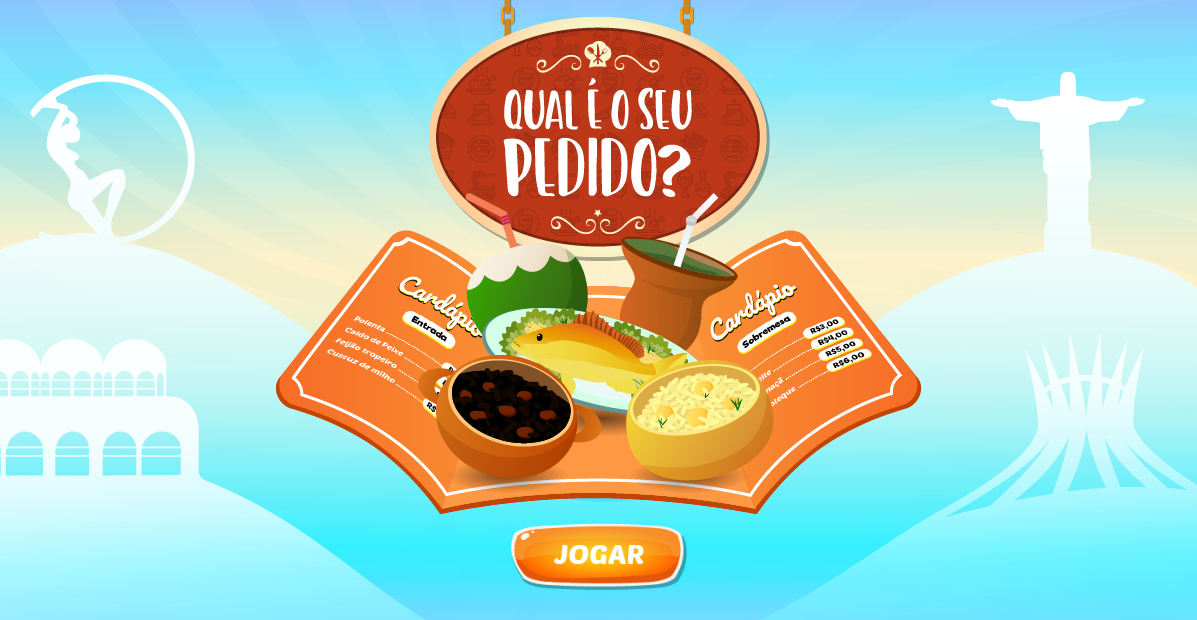 QUAL É O SEU
PEDIDO?
Cardápio
Entrada
Polenta
Caldo de Peixe
Feijão tropeiro
Cuscuz de milho
Cardápio
Sobremesa
R$3,00
R$4,00
R$5,00
R$6,00
JOGAR